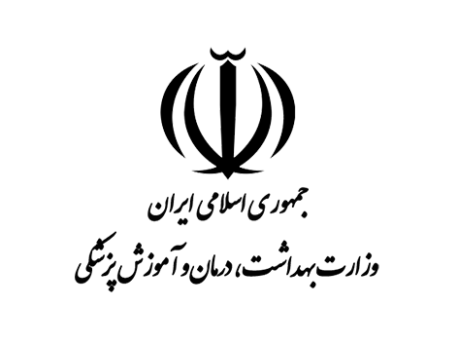 جمهوری اسلامی ایران
وزارت بهداشت، درمان و آموزش پزشکی